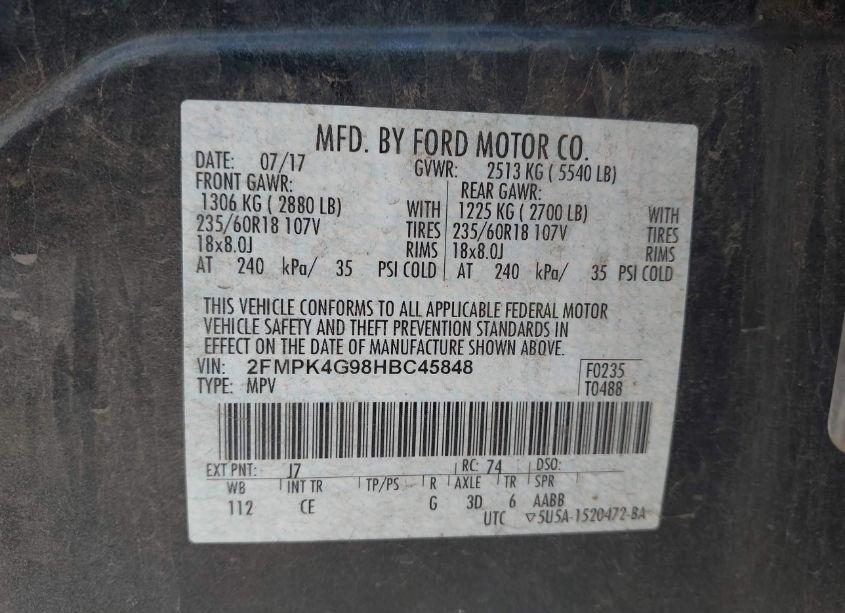 MFD. BY FORD MOTOR CO.
DATE: 07/17 GVWR: 2513 KG ( 5540 LB)
FRONT GAWR: REAR GAWR:
1306 KG ( 2880 LB) WITH 1225 KG ( 2700 LB) WITH
235/60R18 107V TIRES 235/60R18 107V TIRES
18x8.0J RIMS 18x8.0J RIMS
AT 240 kPa/ 35 PSI COLD AT 240 kPa/ 35 PSI COLD
THIS VEHICLE CONFORMS TO ALL APPLICABLE FEDERAL MOTOR
VEHICLE SAFETY AND THEFT PREVENTION STANDARDS IN
EFFECT ON THE DATE OF MANUFACTURE SHOWN ABOVE.
VIN: 2FMPK4G98HBC45848 F0235
TYPE: MPV T0488
EXT PNT: J7 RC: 74 DSO:
WB INT TR TP/PS R AXLE TR SPR
112 CE G 3D 6 AABB
UTC ▽5U5A-1520472-BA